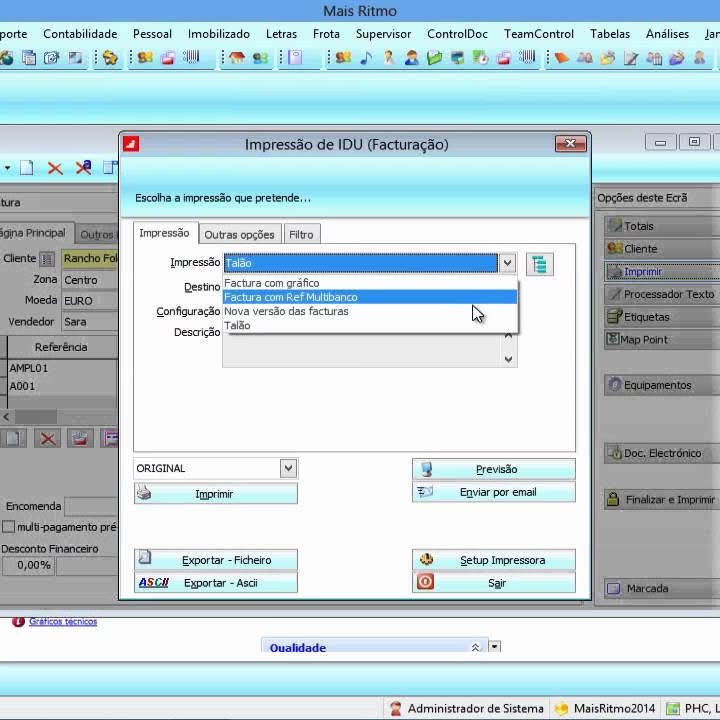 Mais Ritmo
porte Contabilidade Pessoal Imobilizado Letras Frota Supervisor ControlDoc TeamControl Tabelas Análises Jan
Impressão de IDU (Facturação)
Escolha a impressão que pretende...
Impressão Outras opções Filtro
Impressão Talão
Destino Factura com gráfico
Factura com Ref Multibanco
Configuração Nova versão das facturas
Talão
Descrição
ORIGINAL
Imprimir
Previsão
Enviar por email
Exportar - Ficheiro
Setup Impressora
ASCII Exportar - Ascii
Sair
tura
ágina Principal Outros
Cliente Rancho Fol
Zona Centro
Moeda EURO
Vendedor Sara
Referência
AMPL01
A001
Encomenda
multi-pagamento pré
Desconto Financeiro
0,00%
Opções deste Ecrã
Totais
Cliente
Imprimir
Processador Texto
Etiquetas
Map Point
Equipamentos
Doc. Electrónico
Finalizar e Imprimir
Marcada
Gráficos técnicos
Qualidade
Administrador de Sistema MaisRitmo2014 PHC, L